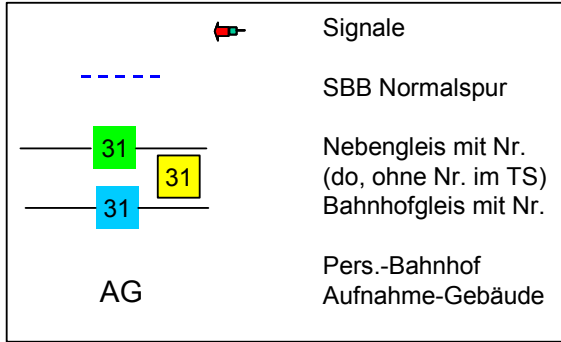 Signale
SBB Normalspur
31 Nebengleis mit Nr.
31 (do, ohne Nr. im TS)
31 Bahnhofgleis mit Nr.
Pers.-Bahnhof
AG Aufnahme-Gebäude